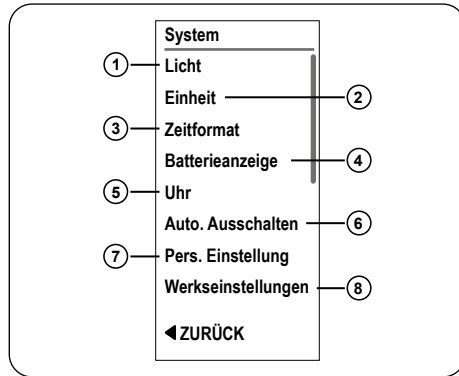 System
1 Licht
Einheit 2
3 Zeitformat
Batterieanzeige 4
5 Uhr
Auto. Ausschalten 6
7 Pers. Einstellung
Werkseinstellungen 8
◀ZURÜCK